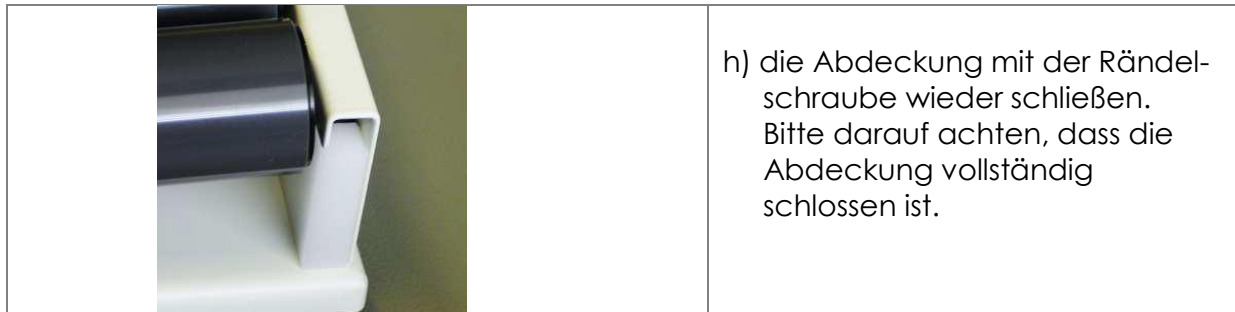 h) die Abdeckung mit der Rändel-
schraube wieder schließen.
Bitte darauf achten, dass die
Abdeckung vollständig
schlossen ist.